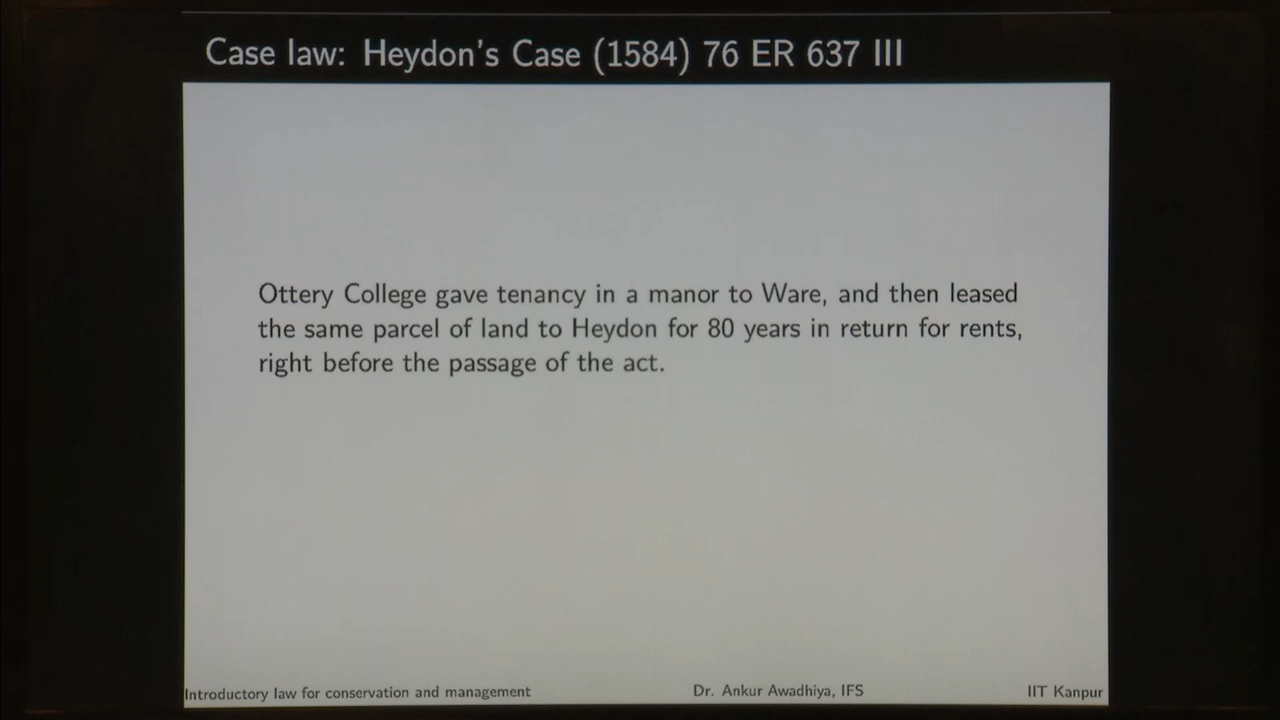 Case law: Heydon's Case (1584) 76 ER 637 III
Ottery College gave tenancy in a manor to Ware, and then leased
the same parcel of land to Heydon for 80 years in return for rents,
right before the passage of the act.
Introductory law for conservation and management Dr. Ankur Awadhiya, IFS IIT Kanpur